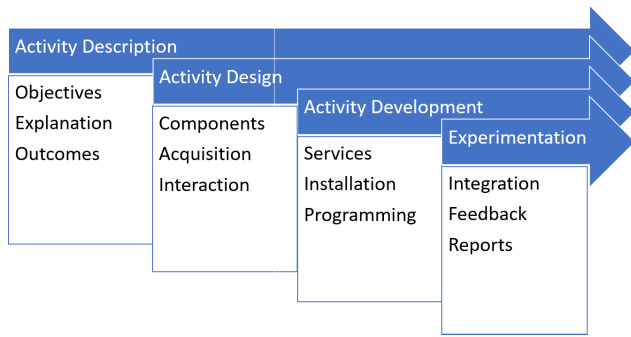 Activity Description
Objectives
Explanation
Outcomes
Activity Design
Components
Acquisition
Interaction
Activity Development
Services
Installation
Programming
Experimentation
Integration
Feedback
Reports